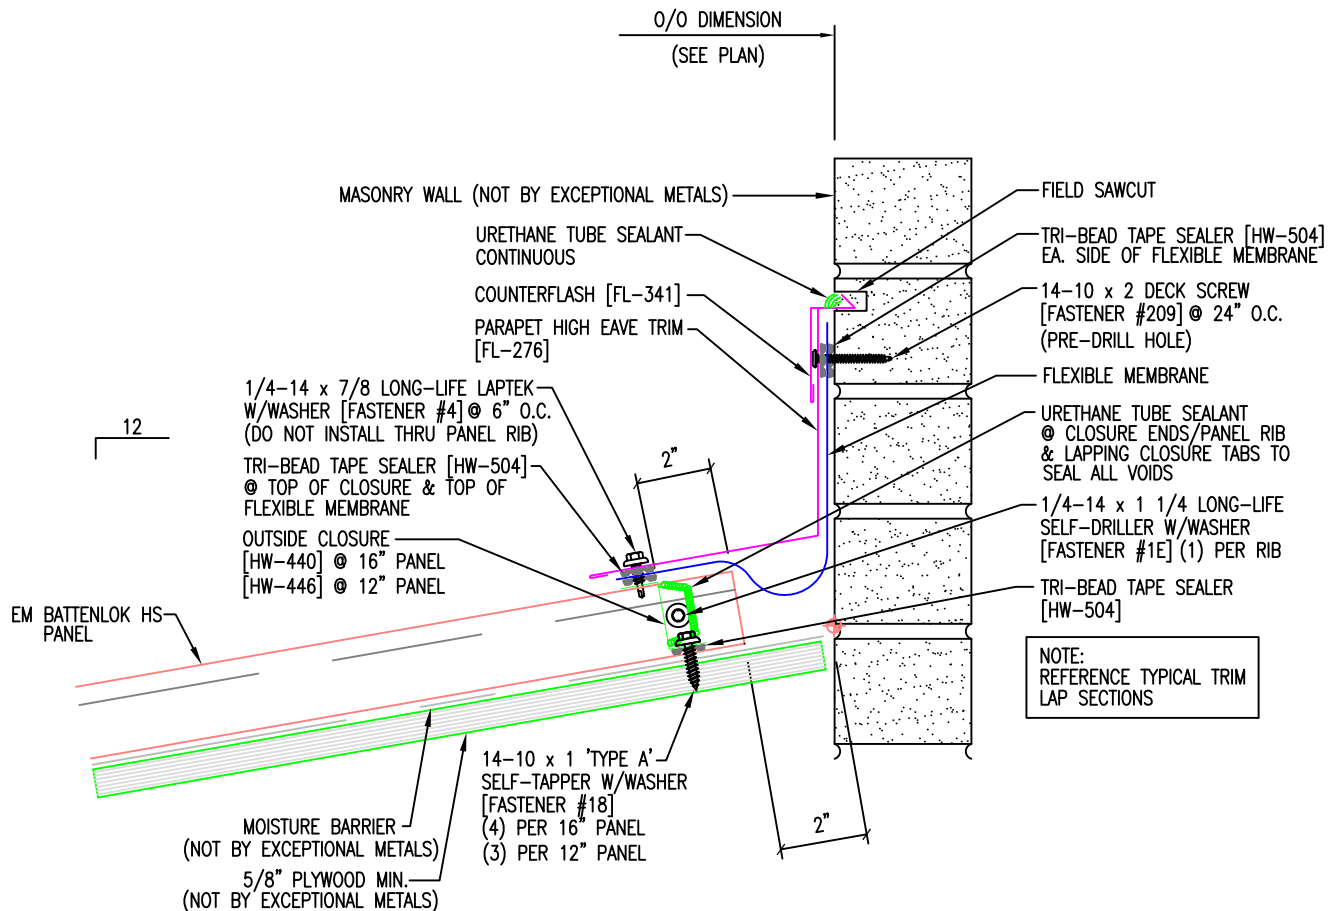 O/O DIMENSION
(SEE PLAN)
MASONRY WALL (NOT BY EXCEPTIONAL METALS)
URETHANE TUBE SEALANT
CONTINUOUS
COUNTERFLASH [FL-341]
PARAPET HIGH EAVE TRIM
[FL-276]
1/4-14 x 7/8 LONG-LIFE LAPTEK
W/WASHER [FASTENER #4] @ 6" O.C.
(DO NOT INSTALL THRU PANEL RIB)
TRI-BEAD TAPE SEALER [HW-504]
@ TOP OF CLOSURE & TOP OF
FLEXIBLE MEMBRANE
OUTSIDE CLOSURE
[HW-440] @ 16" PANEL
[HW-446] @ 12" PANEL
12
2"
EM BATTENLOK HS
PANEL
FIELD SAWCUT
TRI-BEAD TAPE SEALER [HW-504]
EA. SIDE OF FLEXIBLE MEMBRANE
14-10 x 2 DECK SCREW
[FASTENER #209] @ 24" O.C.
(PRE-DRILL HOLE)
FLEXIBLE MEMBRANE
URETHANE TUBE SEALANT
@ CLOSURE ENDS/PANEL RIB
& LAPPING CLOSURE TABS TO
SEAL ALL VOIDS
1/4-14 x 1 1/4 LONG-LIFE
SELF-DRILLER W/WASHER
[FASTENER #1E] (1) PER RIB
TRI-BEAD TAPE SEALER
[HW-504]
NOTE:
REFERENCE TYPICAL TRIM
LAP SECTIONS
14-10 x 1 'TYPE A'
SELF-TAPPER W/WASHER
[FASTENER #18]
(4) PER 16" PANEL
(3) PER 12" PANEL
2"
MOISTURE BARRIER
(NOT BY EXCEPTIONAL METALS)
5/8" PLYWOOD MIN.
(NOT BY EXCEPTIONAL METALS)